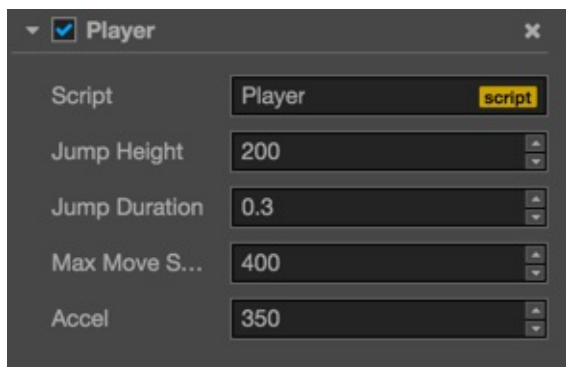 Player
Script Player script
Jump Height 200
Jump Duration 0.3
Max Move S... 400
Accel 350